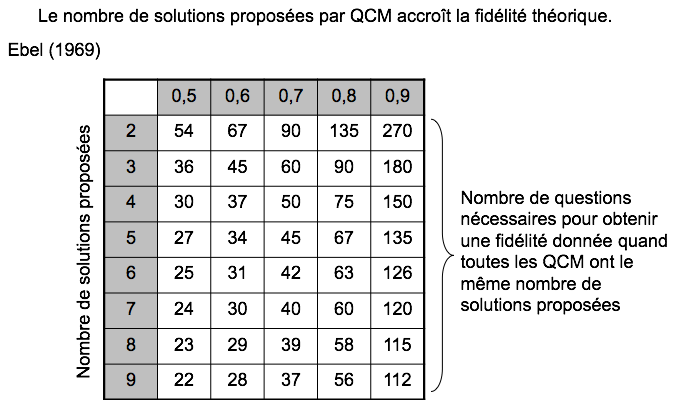 Le nombre de solutions proposées par QCM accroît la fidélité théorique.
Ebel (1969)
Nombre de solutions proposées
0,5 0,6 0,7 0,8 0,9
2 54 67 90 135 270
3 36 45 60 90 180
4 30 37 50 75 150
5 27 34 45 67 135
6 25 31 42 63 126
7 24 30 40 60 120
8 23 29 39 58 115
9 22 28 37 56 112
Nombre de questions
nécessaires pour obtenir
une fidélité donnée quand
toutes les QCM ont le
même nombre de
solutions proposées